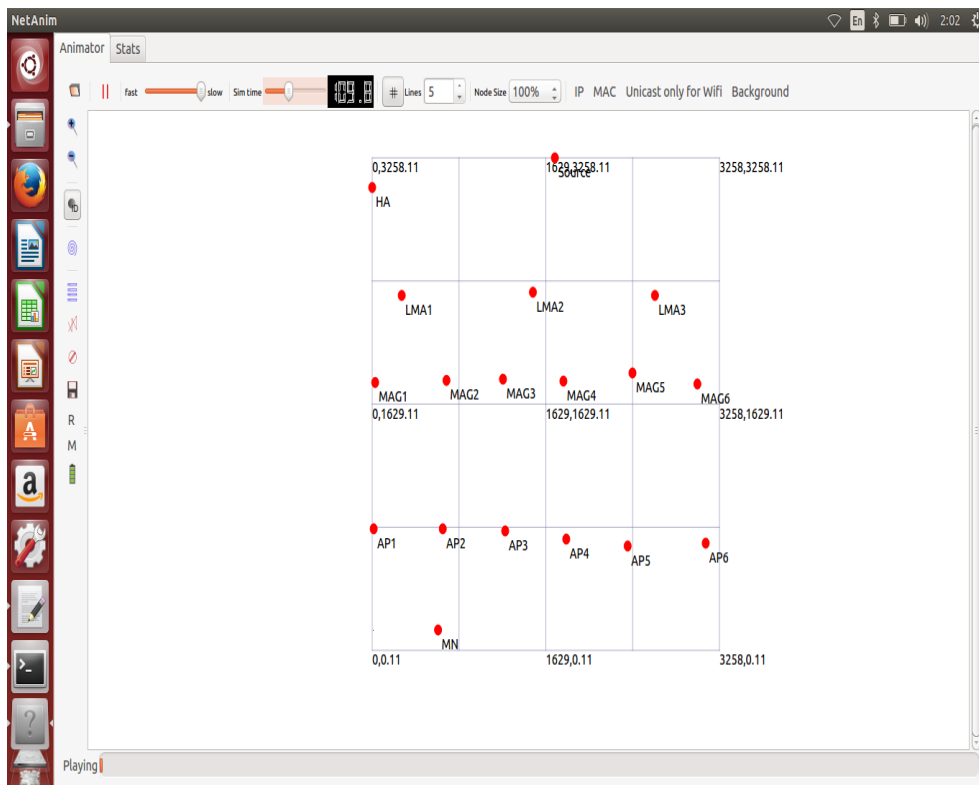 NetAnim
En
2:02
Animator Stats
fast slow Sim time 109.8 # Lines 5 Node Size 100% IP MAC Unicast only for Wifi Background
0,3258.11 1629,3258.11 3258,3258.11
Source
HA
LMA1 LMA2 LMA3
MAG1 MAG2 MAG3 MAG4 MAG5 MAG6
0,1629.11 1629,1629.11 3258,1629.11
R
M
AP1 AP2 AP3 AP4 AP5 AP6
MN
0,0.11 1629,0.11 3258,0.11
Playing